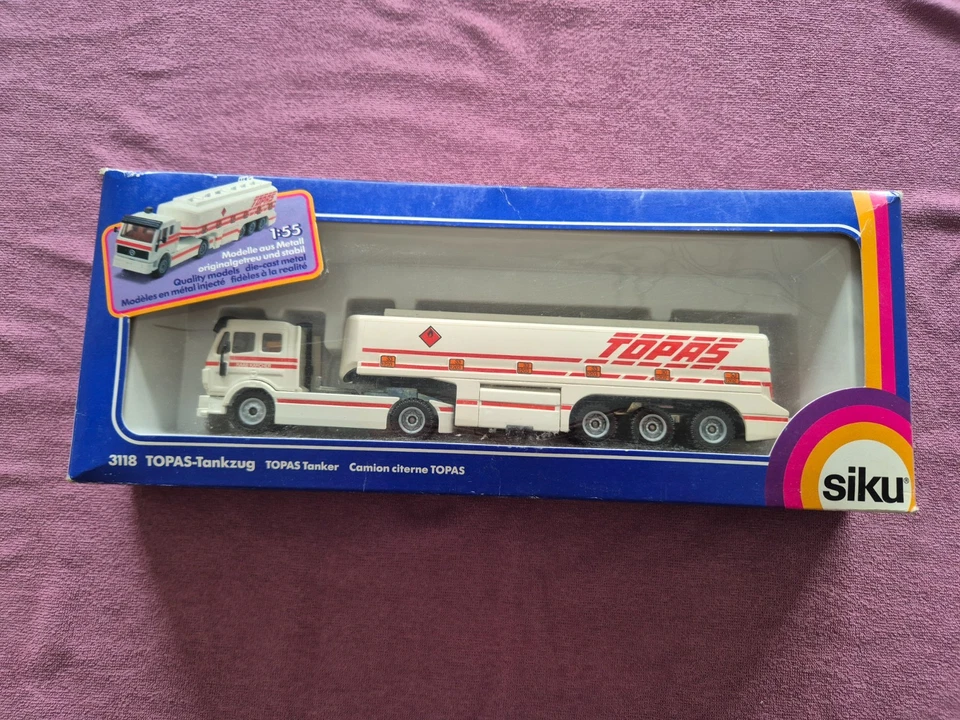 TOPAS
1:55
Modelle aus Metall
originalgetreu und stabil
Quality models die-cast metal
Modèles en métal injecté fidèles à la réalité
TOPAS
3118 TOPAS-Tankzug TOPAS Tanker Camion citerne TOPAS
siku®